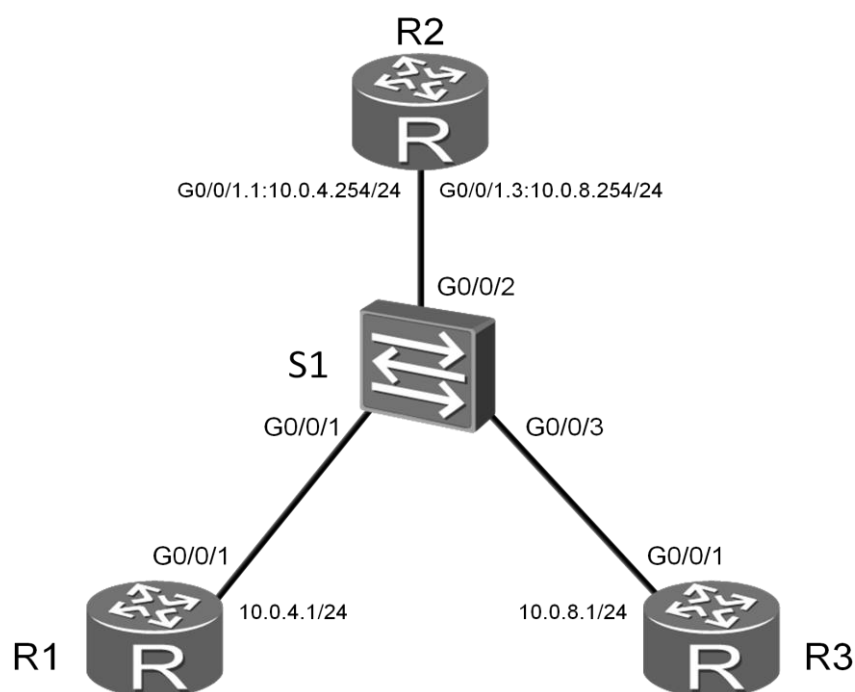 R2
R
G0/0/1.1:10.0.4.254/24 G0/0/1.3:10.0.8.254/24
G0/0/2
S1
G0/0/1 G0/0/3
G0/0/1 G0/0/1
10.0.4.1/24 10.0.8.1/24
R1 R R R3